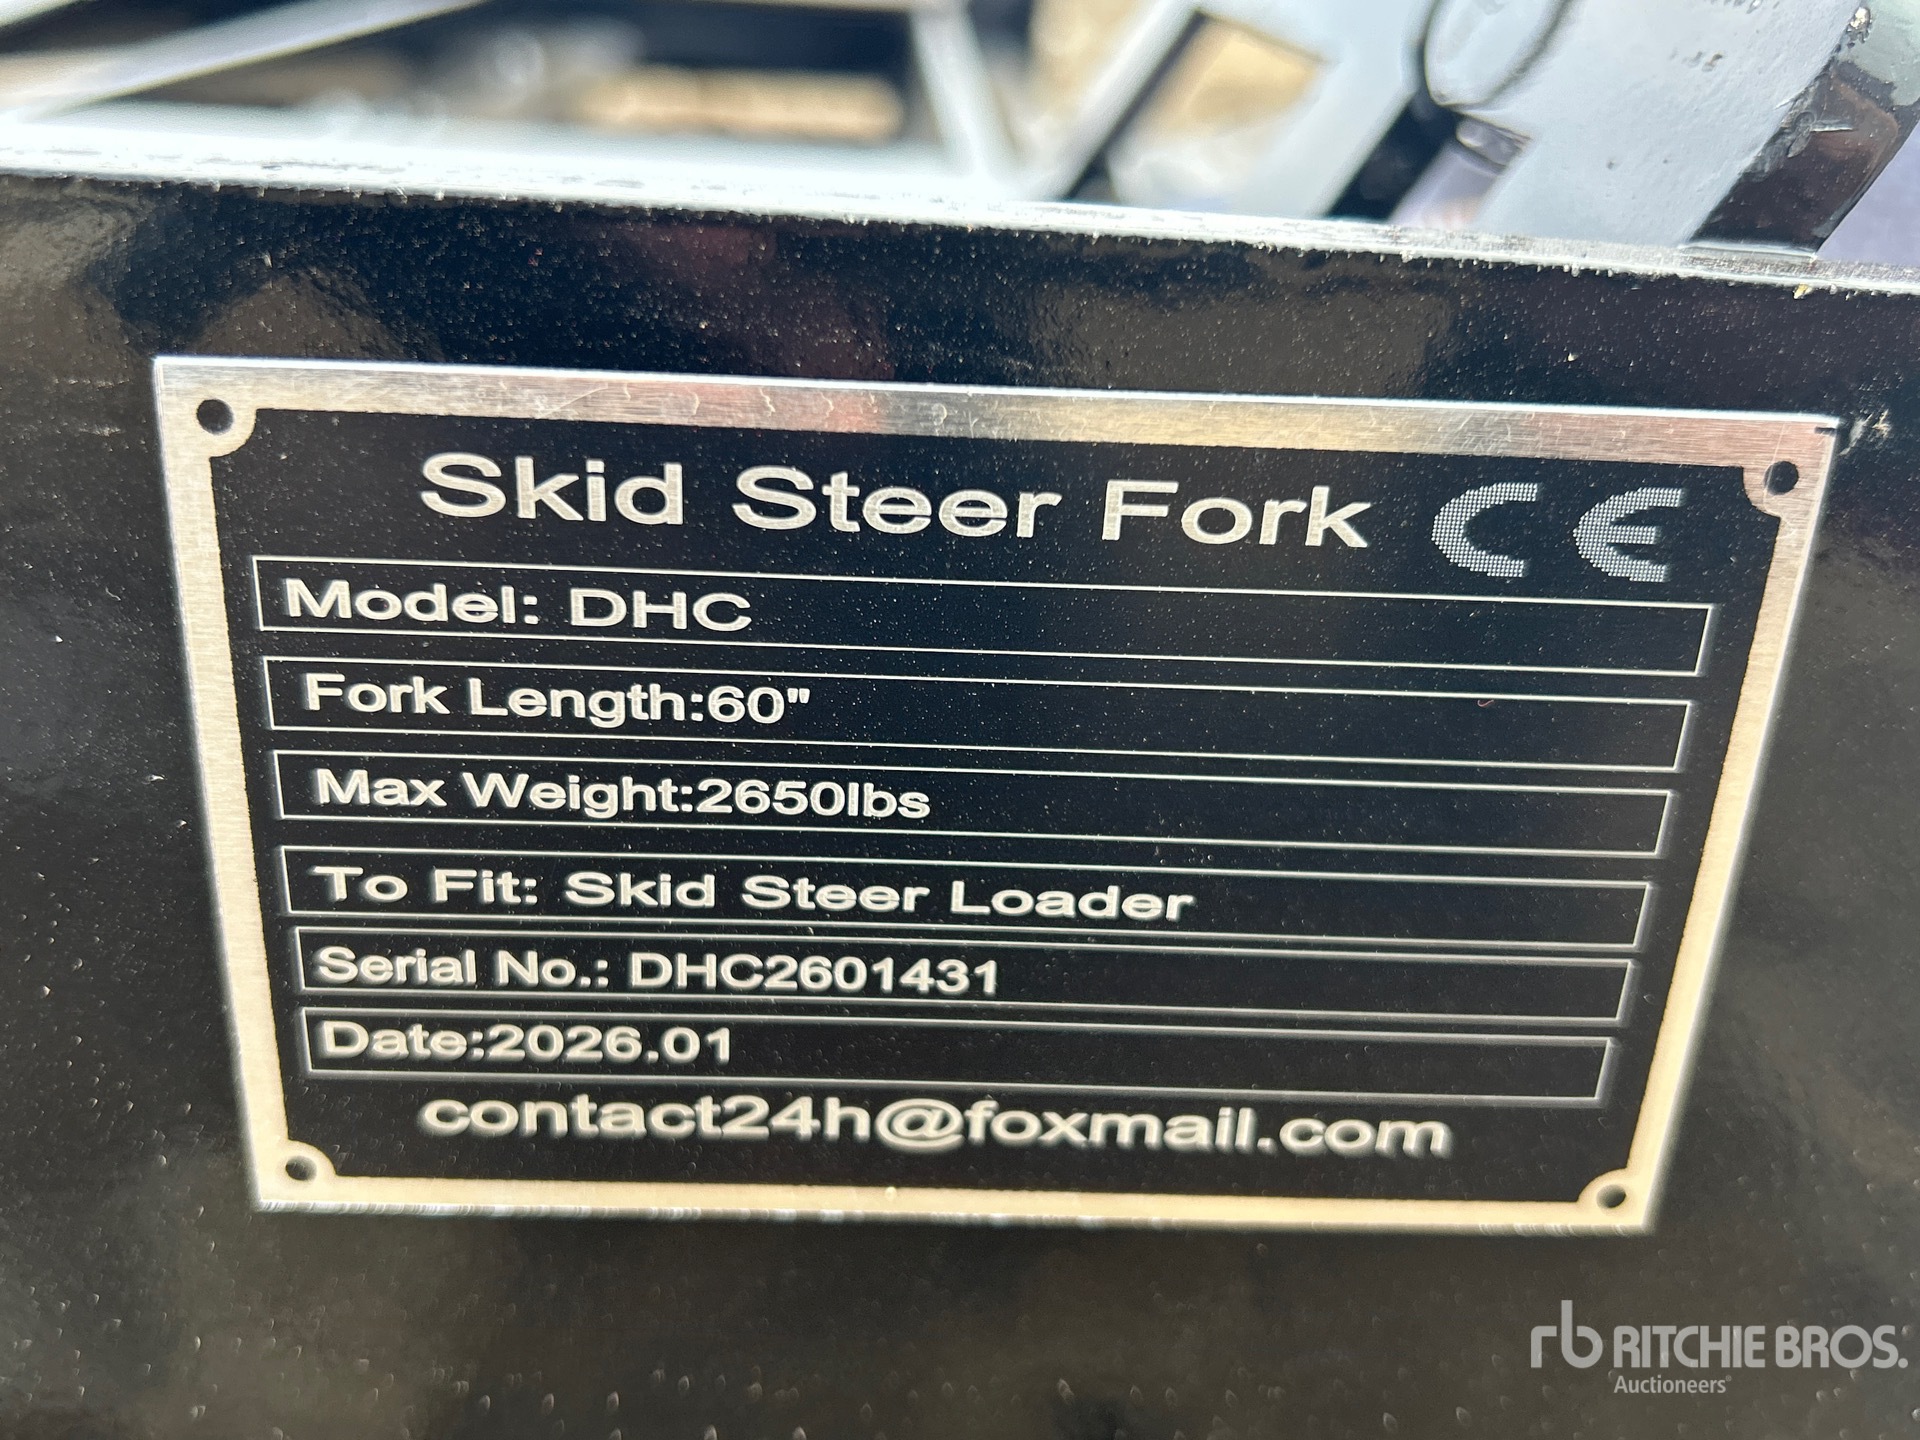 Skid Steer Fork CE
Model: DHC
Fork Length:60"
Max Weight:2650lbs
To Fit: Skid Steer Loader
Serial No.: DHC2601431
Date:2026.01
contact24h@foxmail.com
rb RITCHIE BROS.
Auctioneers